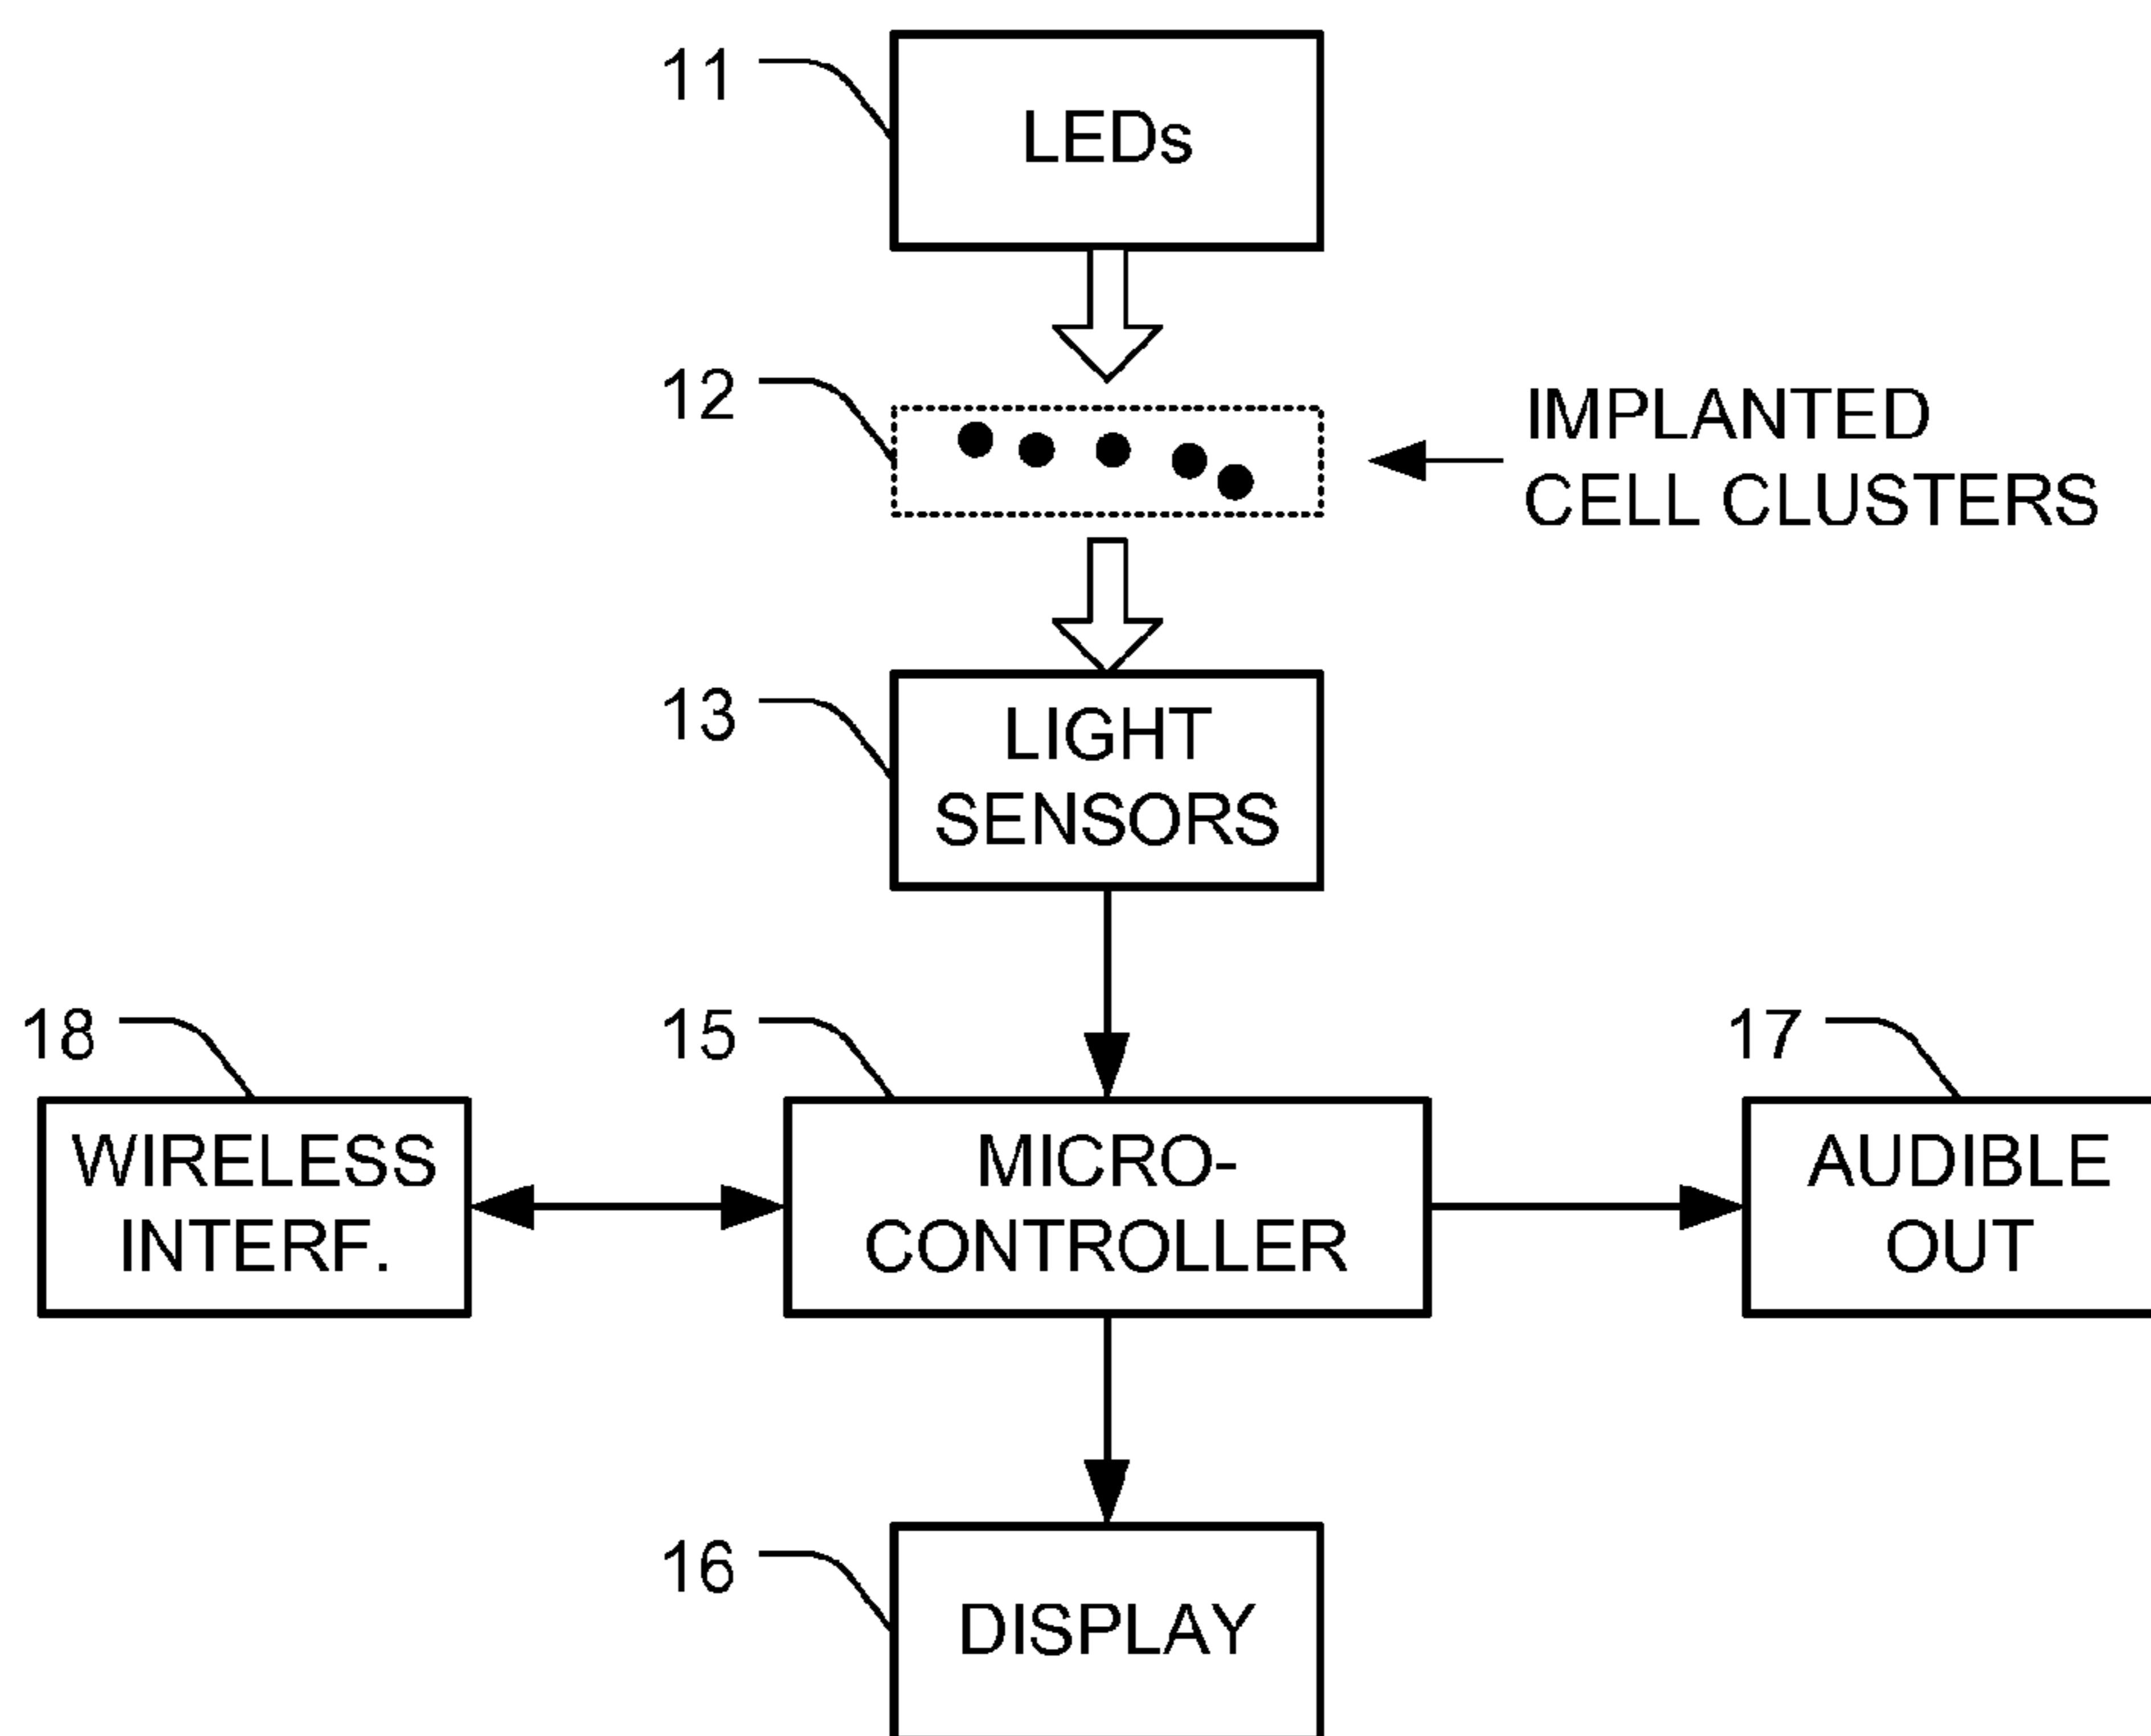 11
LEDs
12
IMPLANTED
CELL CLUSTERS
13
LIGHT
SENSORS
18
15
17
WIRELESS
INTERF.
MICRO-
CONTROLLER
AUDIBLE
OUT
16
DISPLAY